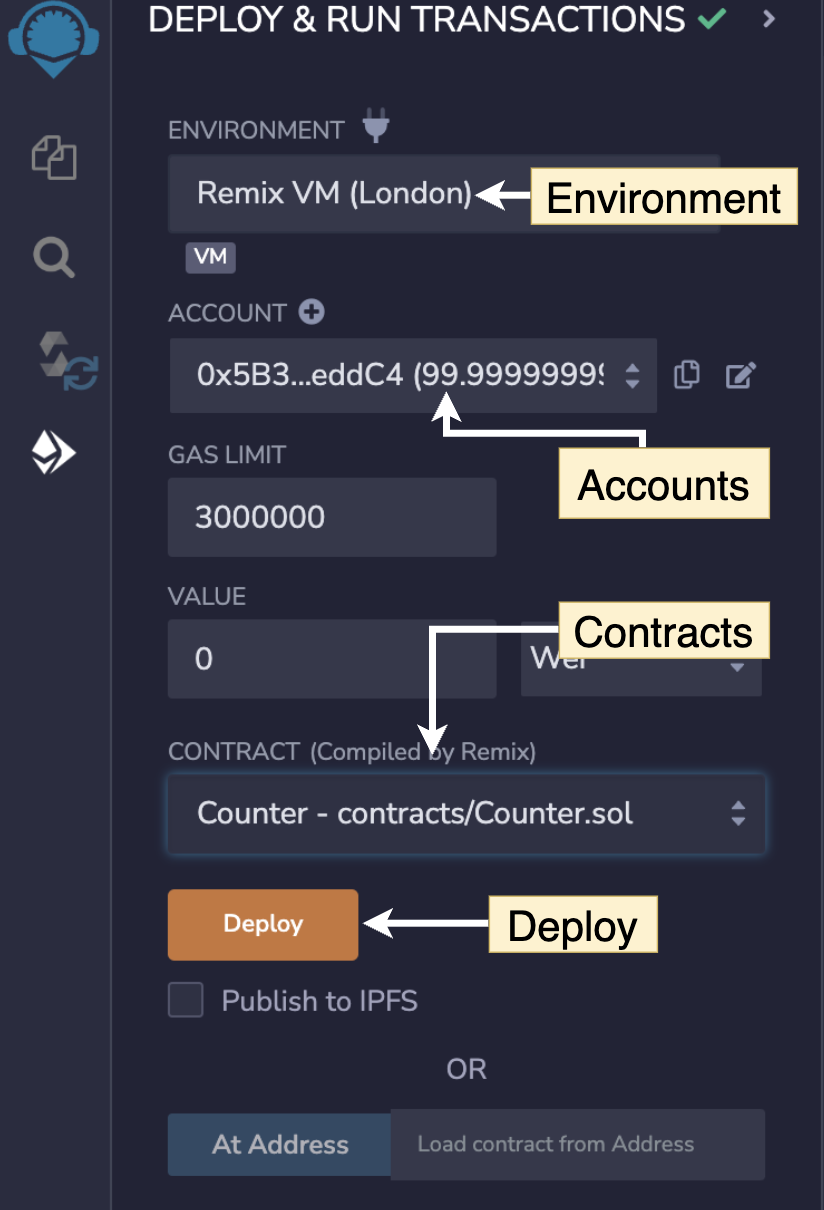 DEPLOY & RUN TRANSACTIONS
ENVIRONMENT
Remix VM (London)
Environment
VM
ACCOUNT
0x5B3...eddC4 (99.9999999
Accounts
GAS LIMIT
3000000
VALUE
Contracts
0
Wei
CONTRACT (Compiled by Remix)
Counter - contracts/Counter.sol
Deploy
Deploy
Publish to IPFS
OR
At Address
Load contract from Address